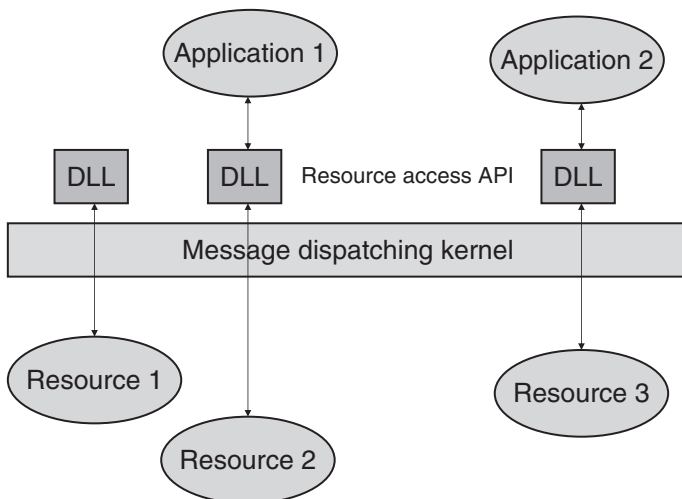 Application 1
Application 2
DLL
DLL
Resource access API
DLL
Message dispatching kernel
Resource 1
Resource 3
Resource 2